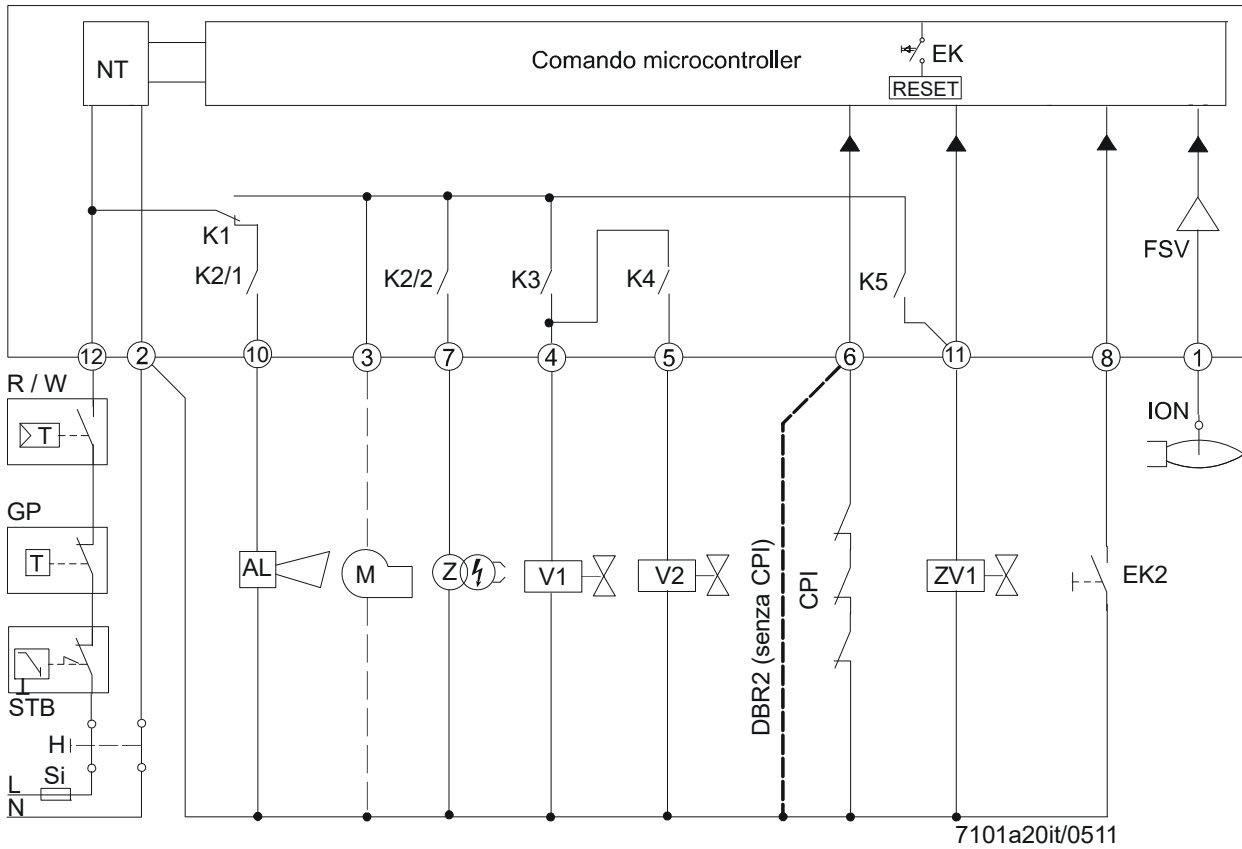 NT
Comando microcontroller
EK
RESET
FSV
K1
K2/1
K2/2
K3
K4
K5
12
2
10
3
7
4
5
6
11
8
1
R / W
T
ION
GP
T
AL
M
Z
V1
V2
DBR2 (senza CPI)
CPI
ZV1
EK2
STB
H
Si
L
N
7101a20it/0511